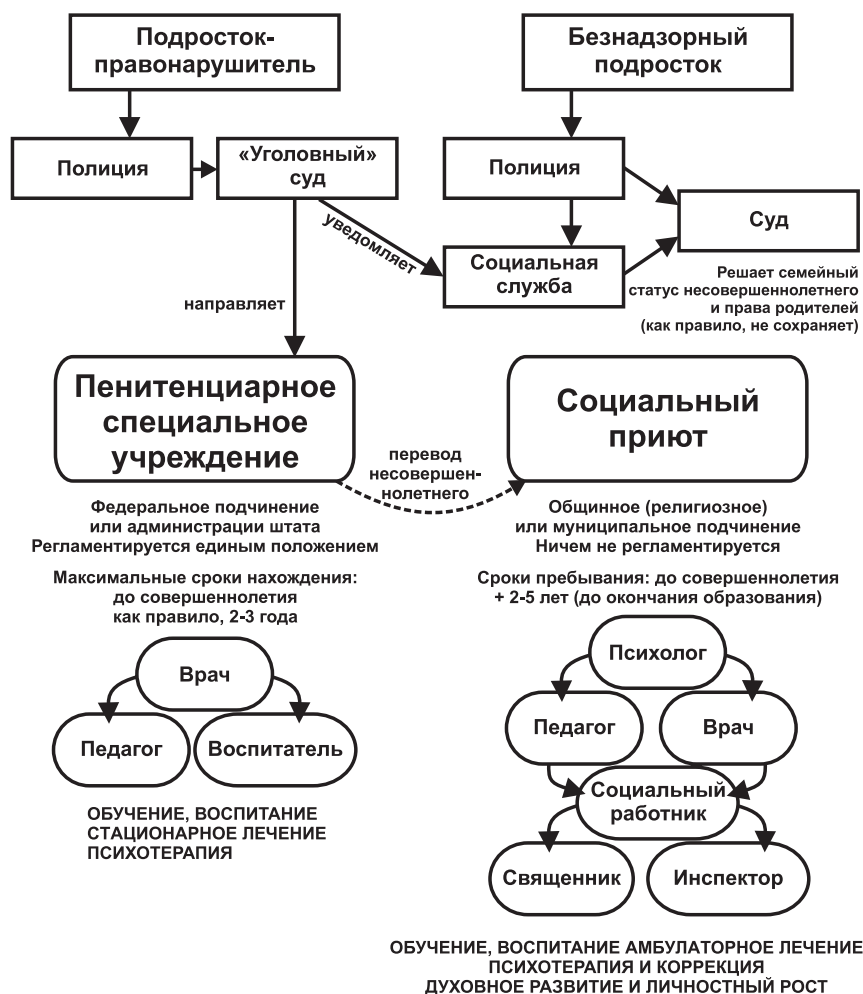 Подросток-
правонарушитель
Безнадзорный
подросток
Полиция
«Уголовный»
суд
Полиция
Суд
уведомляет
Социальная
служба
направляет
Решает семейный
статус несовершеннолетнего
и права родителей
(как правило, не сохраняет)
Пенитенциарное
специальное
учреждение
перевод
несовершен-
нолетнего
Социальный
приют
Федеральное подчинение
или администрации штата
Регламентируется единым положением
Общинное (религиозное)
или муниципальное подчинение
Ничем не регламентируется
Максимальные сроки нахождения:
до совершеннолетия
как правило, 2-3 года
Сроки пребывания: до совершеннолетия
+ 2-5 лет (до окончания образования)
Врач
Педагог
Воспитатель
Психолог
Педагог
Врач
Социальный
работник
Священник
Инспектор
ОБУЧЕНИЕ, ВОСПИТАНИЕ
СТАЦИОНАРНОЕ ЛЕЧЕНИЕ
ПСИХОТЕРАПИЯ
ОБУЧЕНИЕ, ВОСПИТАНИЕ АМБУЛАТОРНОЕ ЛЕЧЕНИЕ
ПСИХОТЕРАПИЯ И КОРРЕКЦИЯ
ДУХОВНОЕ РАЗВИТИЕ И ЛИЧНОСТНЫЙ РОСТ